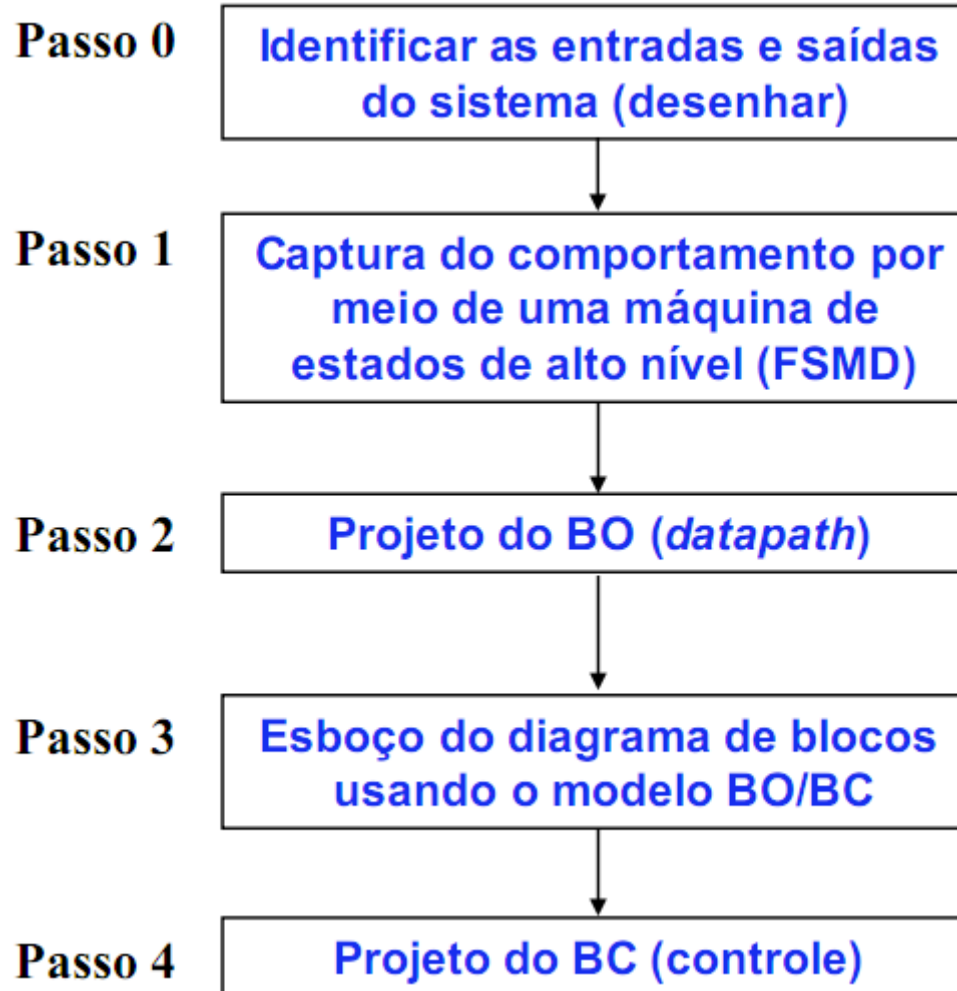 Passo 0
Identificar as entradas e saídas
do sistema (desenhar)
Passo 1
Captura do comportamento por
meio de uma máquina de
estados de alto nível (FSMD)
Passo 2
Projeto do BO (datapath)
Passo 3
Esboço do diagrama de blocos
usando o modelo BO/BC
Passo 4
Projeto do BC (controle)